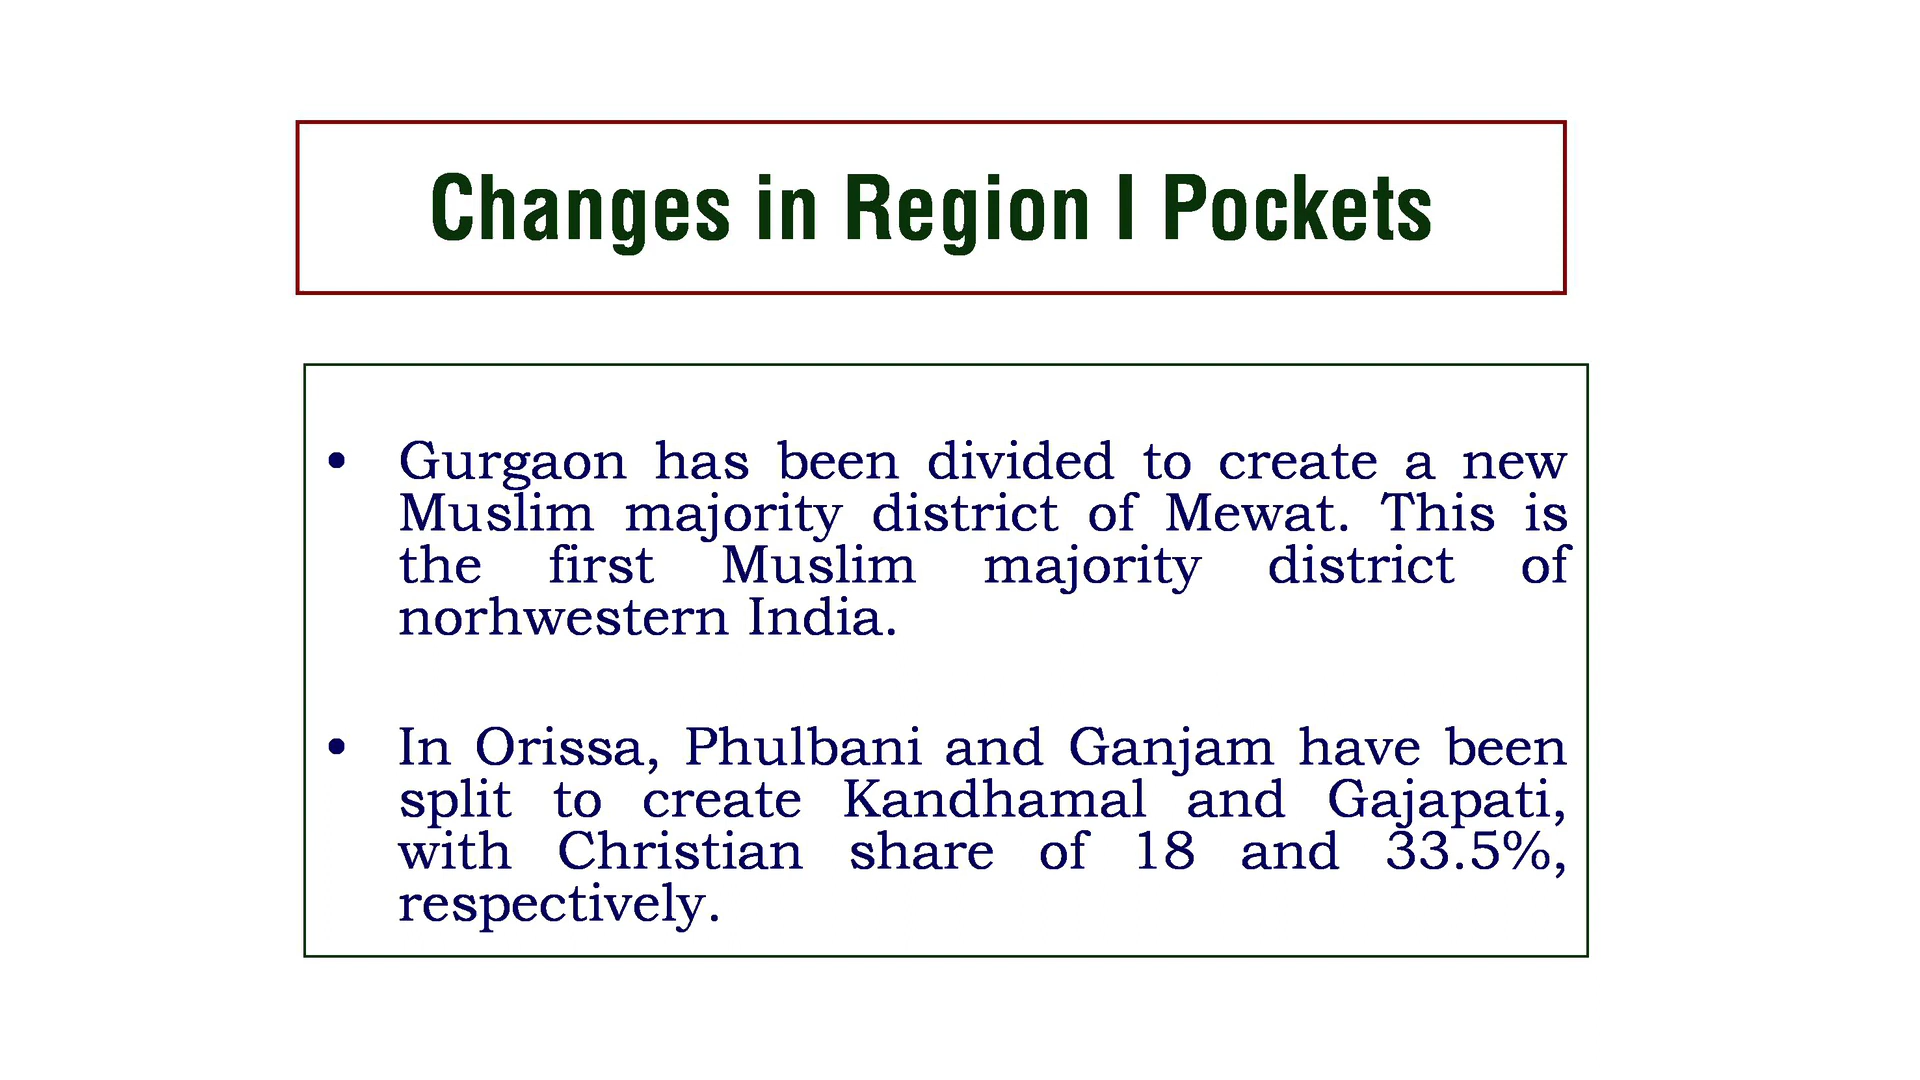 Changes in Region I Pockets
• Gurgaon has been divided to create a new
Muslim majority district of Mewat. This is
the first Muslim majority district of
norhwestern India.
• In Orissa, Phulbani and Ganjam have been
split to create Kandhamal and Gajapati,
with Christian share of 18 and 33.5%,
respectively.